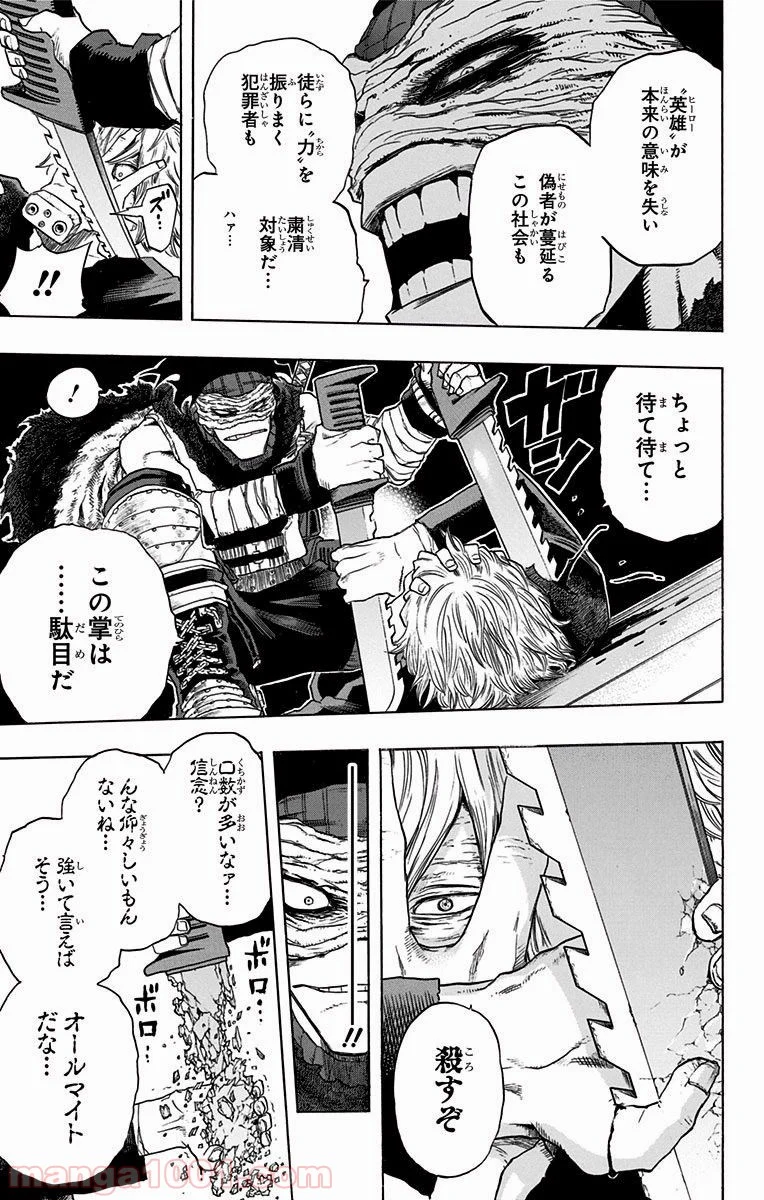 〝英雄〟が
本来の意味を失い
偽者が蔓延る
この社会も
徒らに〝力〟を
振りまく
犯罪者も
粛清
対象だ…
ハァ…
ズ…
!!
ちょっと
待て待て…
ガシ
!
この掌は
……
駄目だ
殺すぞ
!!
口数が多いなァ…
信念?
んな仰々しいもん
ないね…
強いて言えば
そう…
ボロ
ボロ
オールマイト
だな…